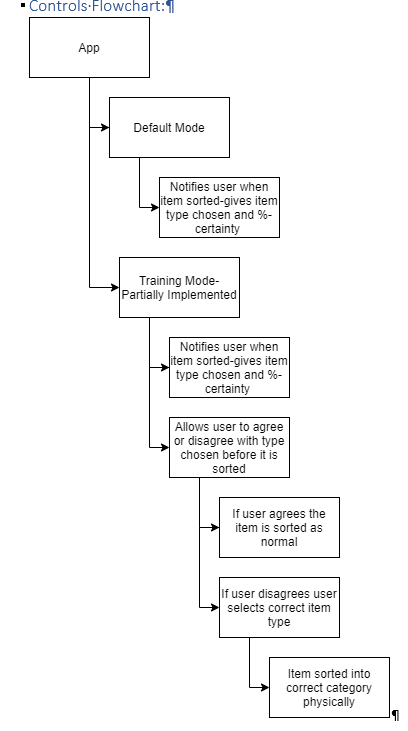 ▪ Controls·Flowchart:¶
App
Default Mode
Notifies user when
item sorted-gives item
type chosen and %-
certainty
Training Mode-
Partially Implemented
Notifies user when
item sorted-gives item
type chosen and %-
certainty
Allows user to agree
or disagree with type
chosen before it is
sorted
If user agrees the
item is sorted as
normal
If user disagrees user
selects correct item
type
Item sorted into
correct category
physically
¶